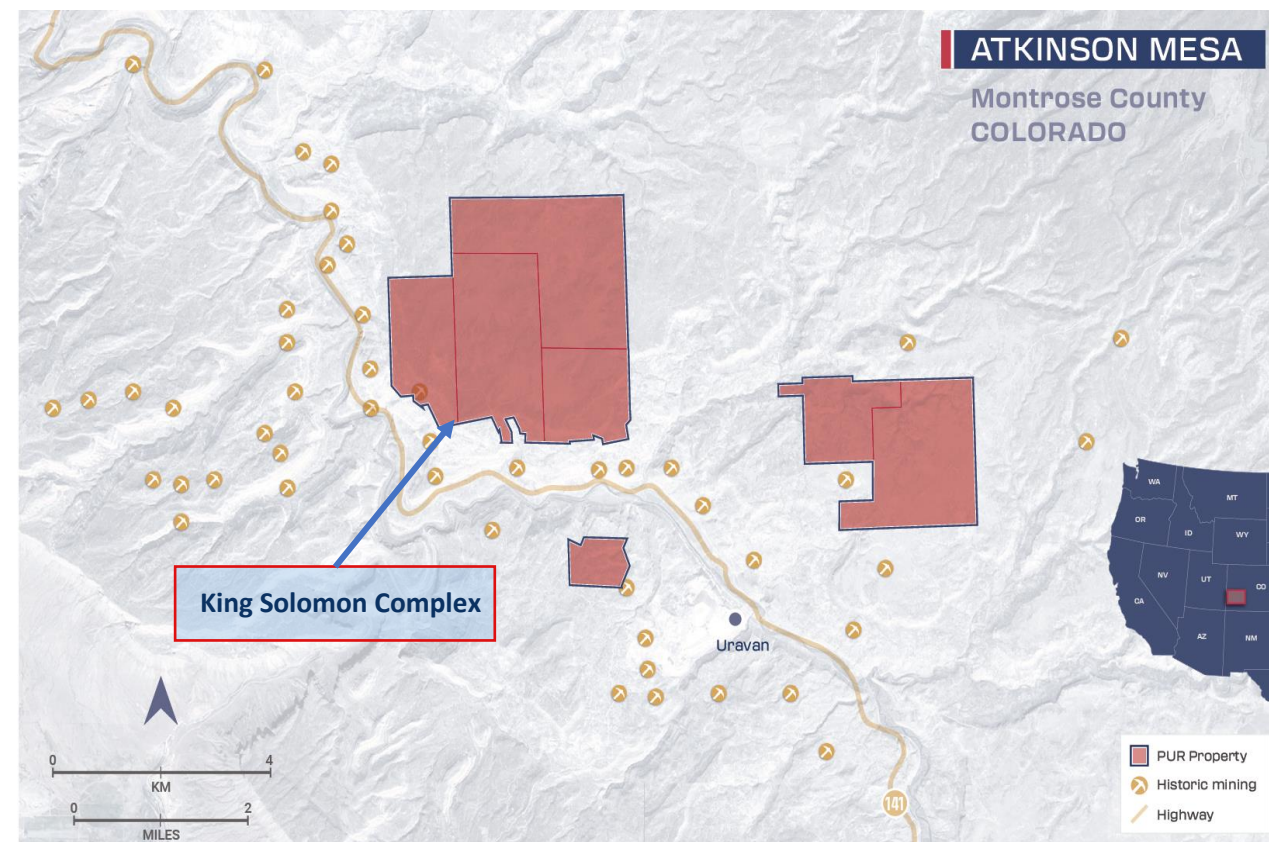 ATKINSON MESA
Montrose County
COLORADO
King Solomon Complex
Uravan
141
WA
MT
OR
ID
WY
NV
UT
CO
CA
AZ
NM
0 4
KM
0 2
MILES
PUR Property
Historic mining
Highway